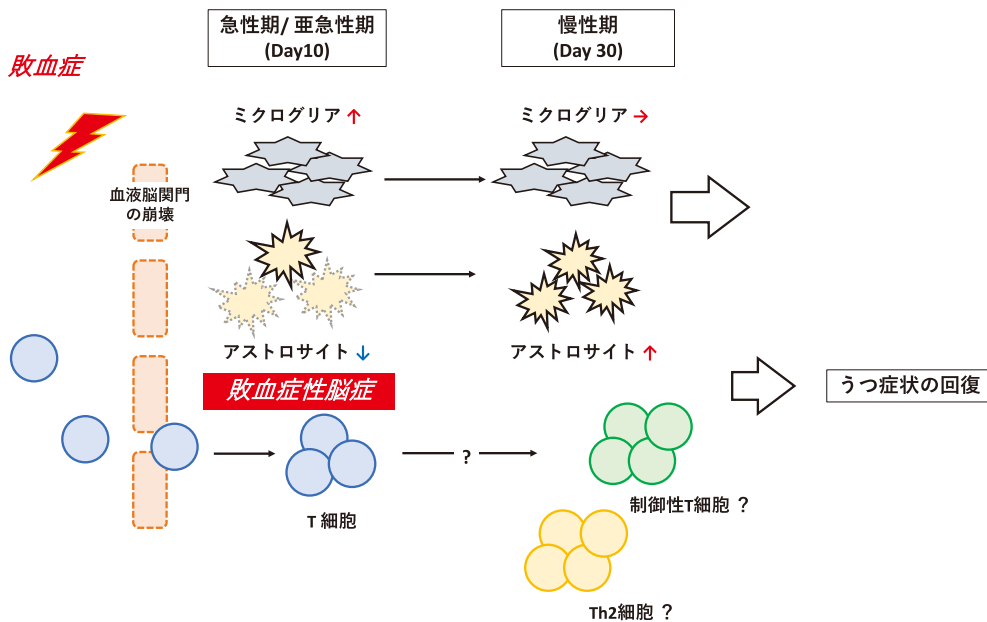 急性期/ 亜急性期
(Day10)
慢性期
(Day 30)
敗血症
ミクログリア ↑
ミクログリア →
血液脳関門
の崩壊
アストロサイト ↓
アストロサイト ↑
敗血症性脳症
うつ症状の回復
?
T 細胞
制御性T細胞 ？
Th2細胞 ？